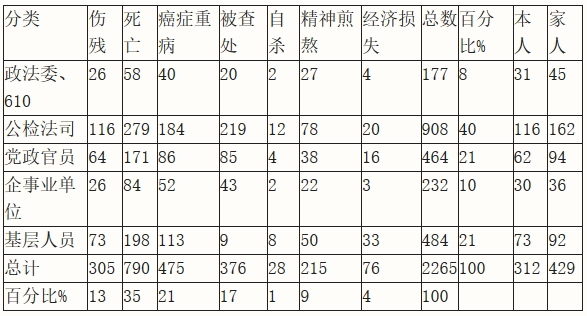 分类 伤残 死亡 癌症重病 被查处 自杀 精神煎熬 经济损失 总数 百分比% 本人 家人
政法委、610 26 58 40 20 2 27 4 177 8 31 45
公检法司 116 279 184 219 12 78 20 908 40 116 162
党政官员 64 171 86 85 4 38 16 464 21 62 94
企事业单位 26 84 52 43 2 22 3 232 10 30 36
基层人员 73 198 113 9 8 50 33 484 21 73 92
总计 305 790 475 376 28 215 76 2265 100 312 429
百分比% 13 35 21 17 1 9 4 100